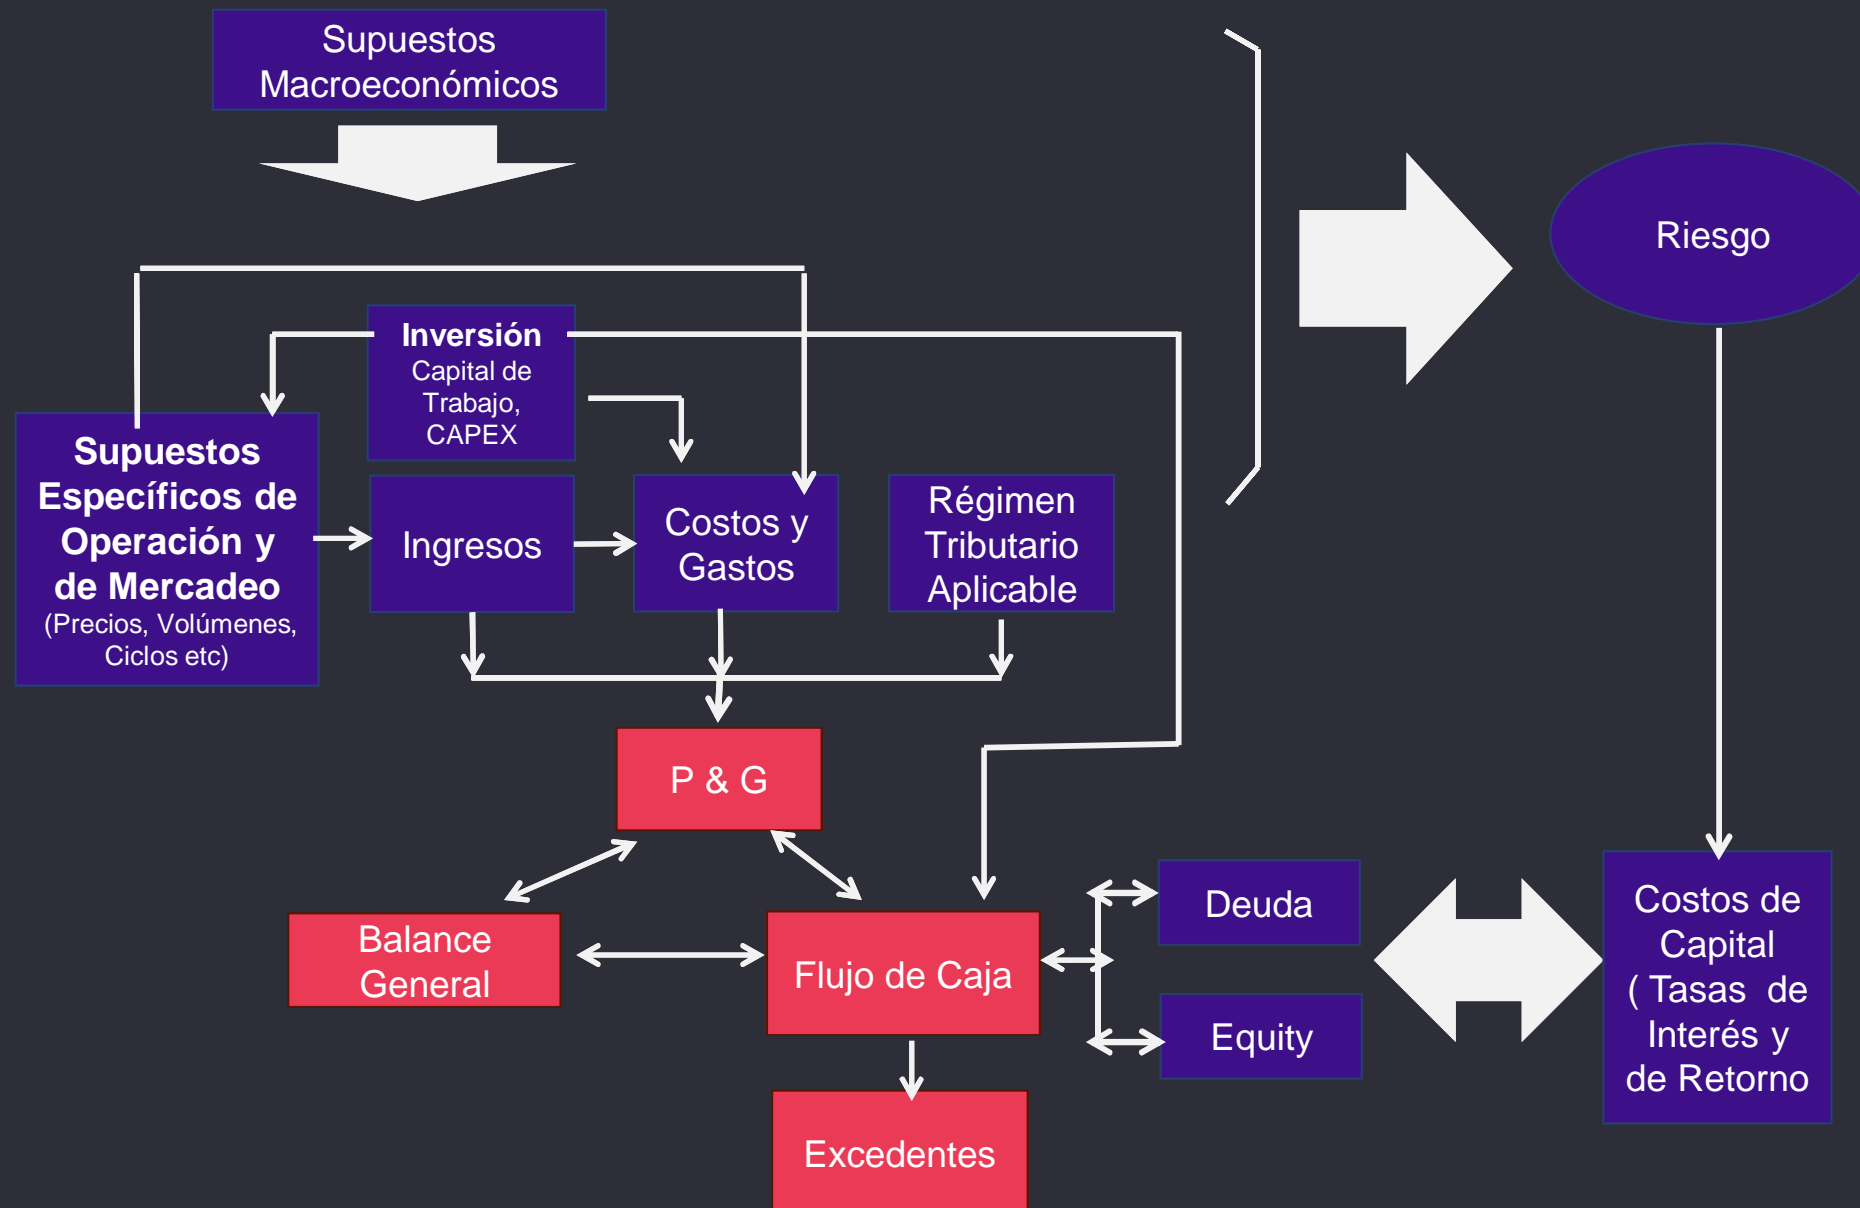 Supuestos
Macroeconómicos
Riesgo
Inversión
Capital de
Trabajo,
CAPEX
Supuestos
Específicos de
Operación y
de Mercadeo
(Precios, Volúmenes,
Ciclos etc)
Ingresos
Costos y
Gastos
Régimen
Tributario
Aplicable
P & G
Balance
General
Flujo de Caja
Deuda
Equity
Costos de
Capital
( Tasas de
Interés y
de Retorno
Excedentes